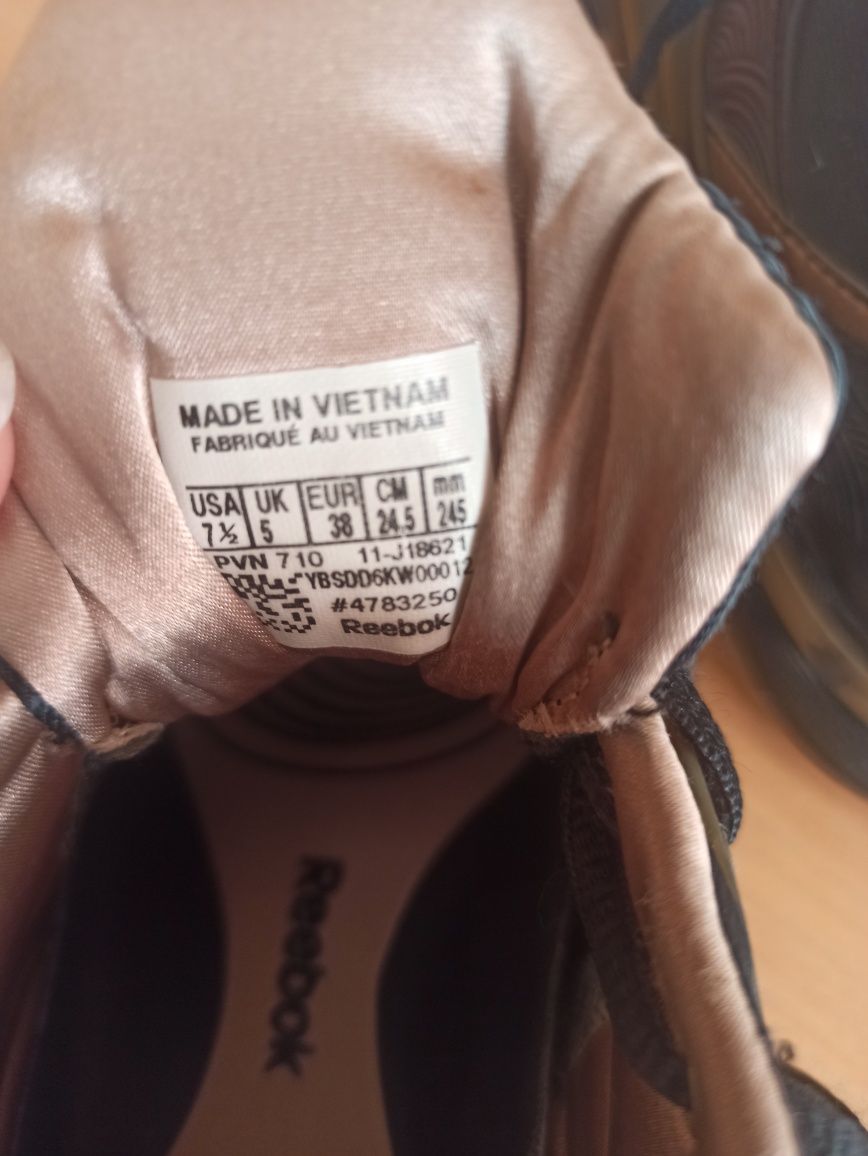 MADE IN VIETNAM
FABRIQUÉ AU VIETNAM
USA UK EUR CM mm
7½ 5 38 24.5 245
PVN 710 11-J18621
YBSDD6KW00012
#4783250
Reebok
Reebok